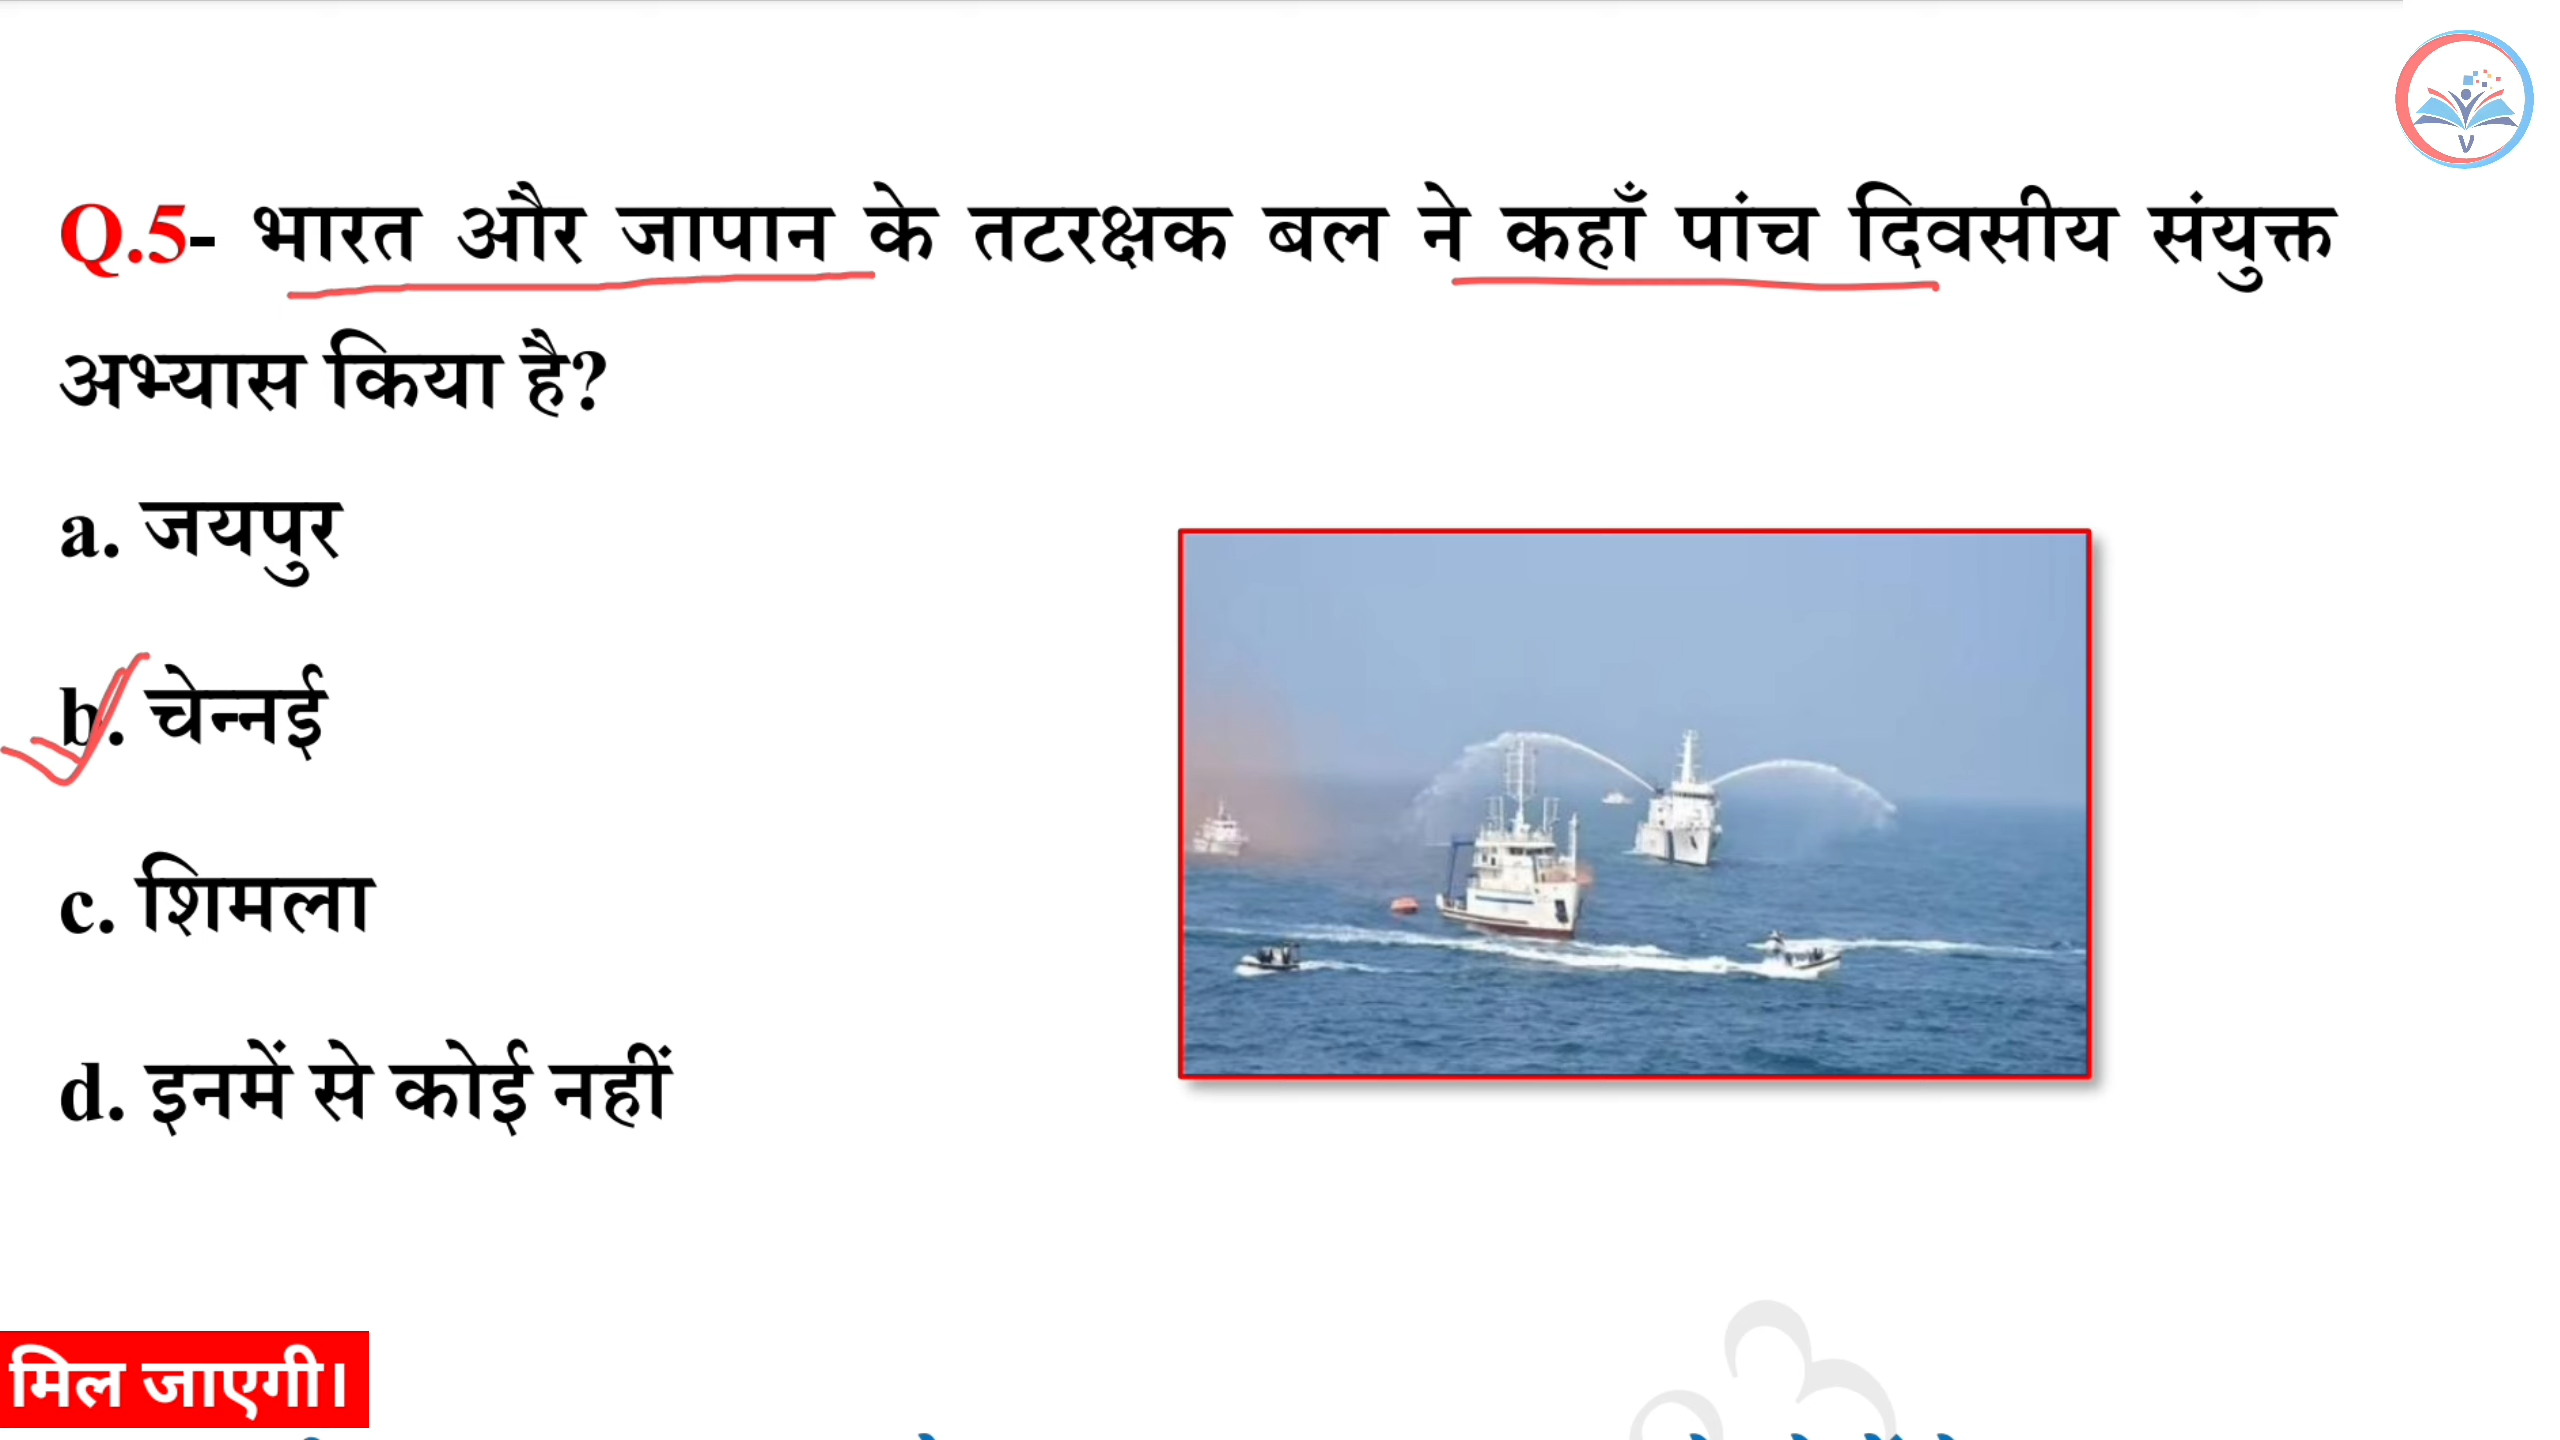 Q.5- भारत और जापान के तटरक्षक बल ने कहाँ पांच दिवसीय संयुक्त
अभ्यास किया है?
a. जयपुर
b. चेन्नई
c. शिमला
d. इनमें से कोई नहीं
मिल जाएगी।